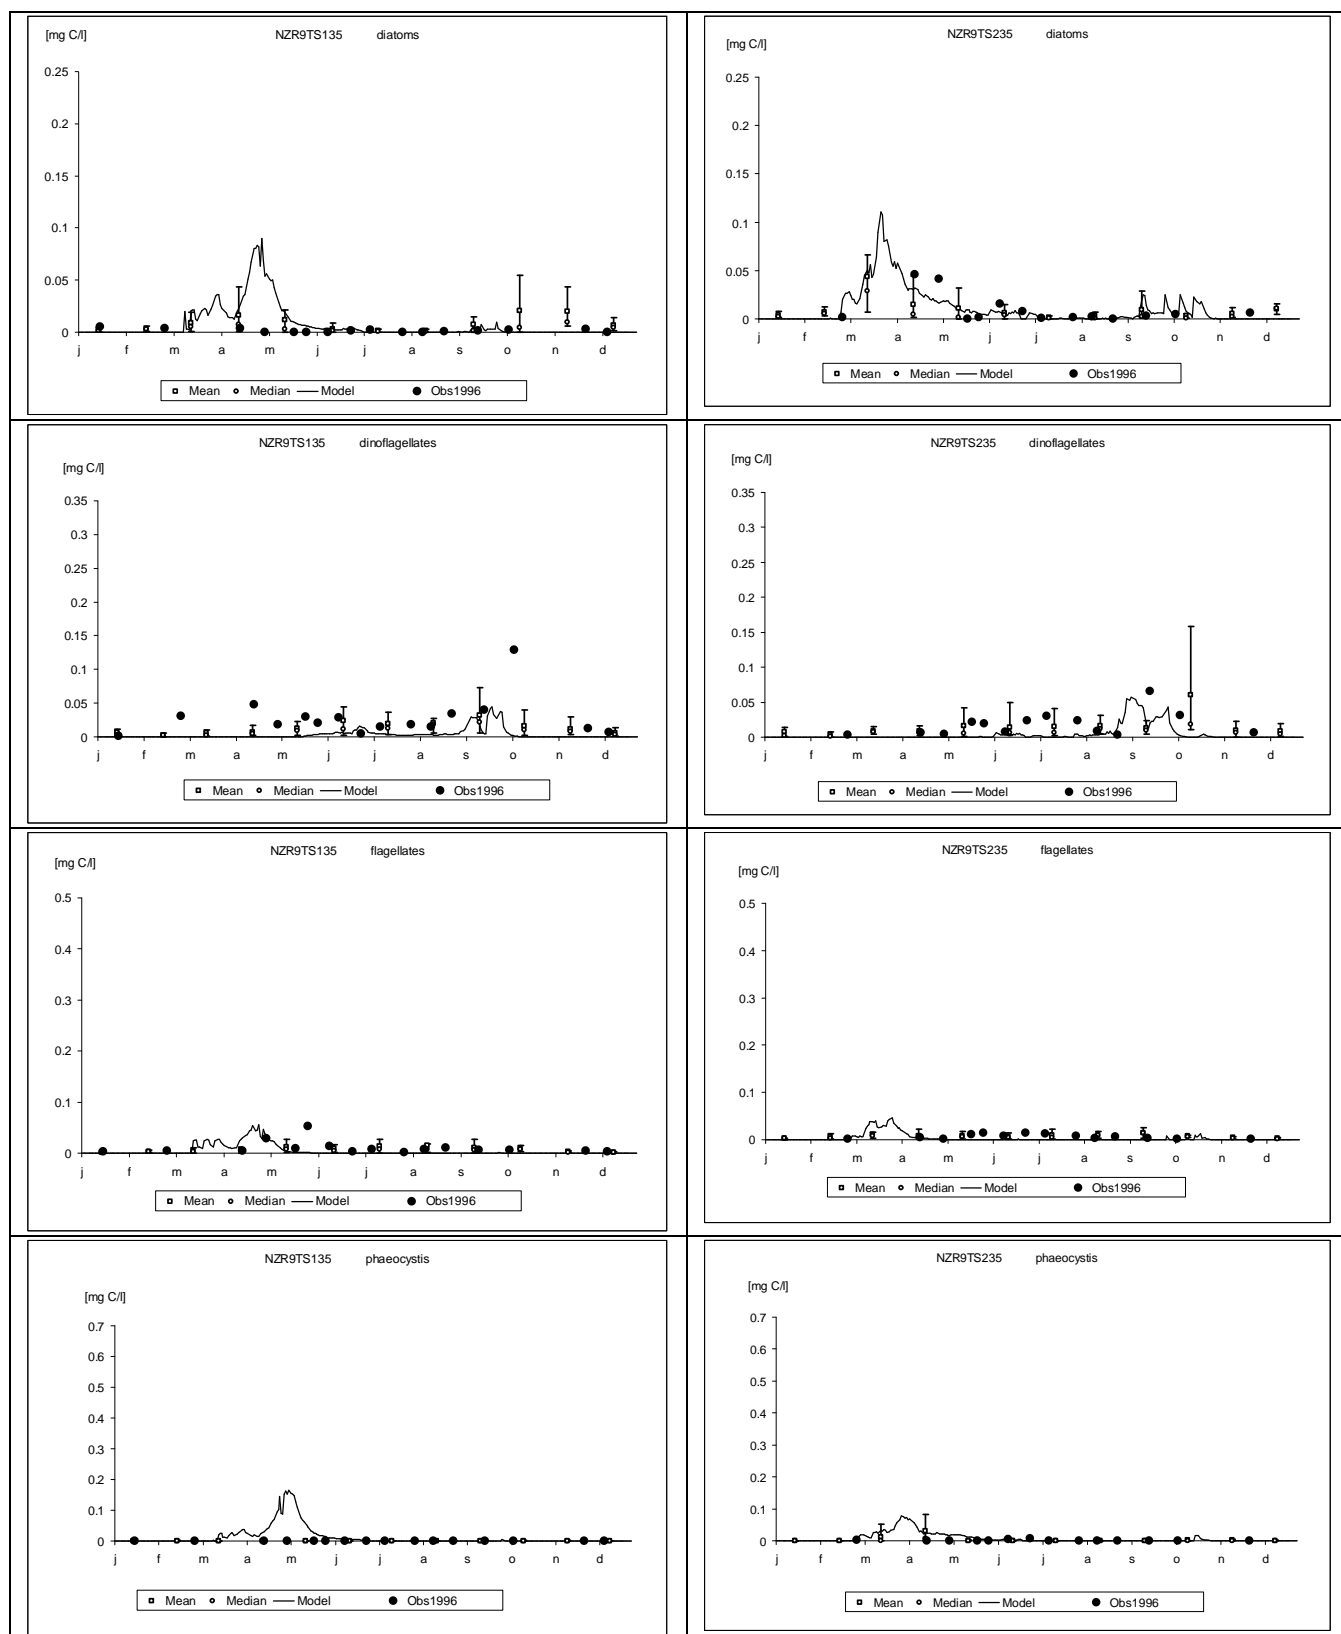 NZR9TS135 diatoms
[mg C/l]
0.25
0.2
0.15
0.1
0.05
0
j f m a m j j a s o n d
Mean Median Model Obs1996
NZR9TS235 diatoms
[mg C/l]
0.25
0.2
0.15
0.1
0.05
0
j f m a m j j a s o n d
Mean Median Model Obs1996
NZR9TS135 dinoflagellates
[mg C/l]
0.35
0.3
0.25
0.2
0.15
0.1
0.05
0
j f m a m j j a s o n d
Mean Median Model Obs1996
NZR9TS235 dinoflagellates
[mg C/l]
0.35
0.3
0.25
0.2
0.15
0.1
0.05
0
j f m a m j j a s o n d
Mean Median Model Obs1996
NZR9TS135 flagellates
[mg C/l]
0.5
0.4
0.3
0.2
0.1
0
j f m a m j j a s o n d
Mean Median Model Obs1996
NZR9TS235 flagellates
[mg C/l]
0.5
0.4
0.3
0.2
0.1
0
j f m a m j j a s o n d
Mean Median Model Obs1996
NZR9TS135 phaeocystis
[mg C/l]
0.7
0.6
0.5
0.4
0.3
0.2
0.1
0
j f m a m j j a s o n d
Mean Median Model Obs1996
NZR9TS235 phaeocystis
[mg C/l]
0.7
0.6
0.5
0.4
0.3
0.2
0.1
0
j f m a m j j a s o n d
Mean Median Model Obs1996